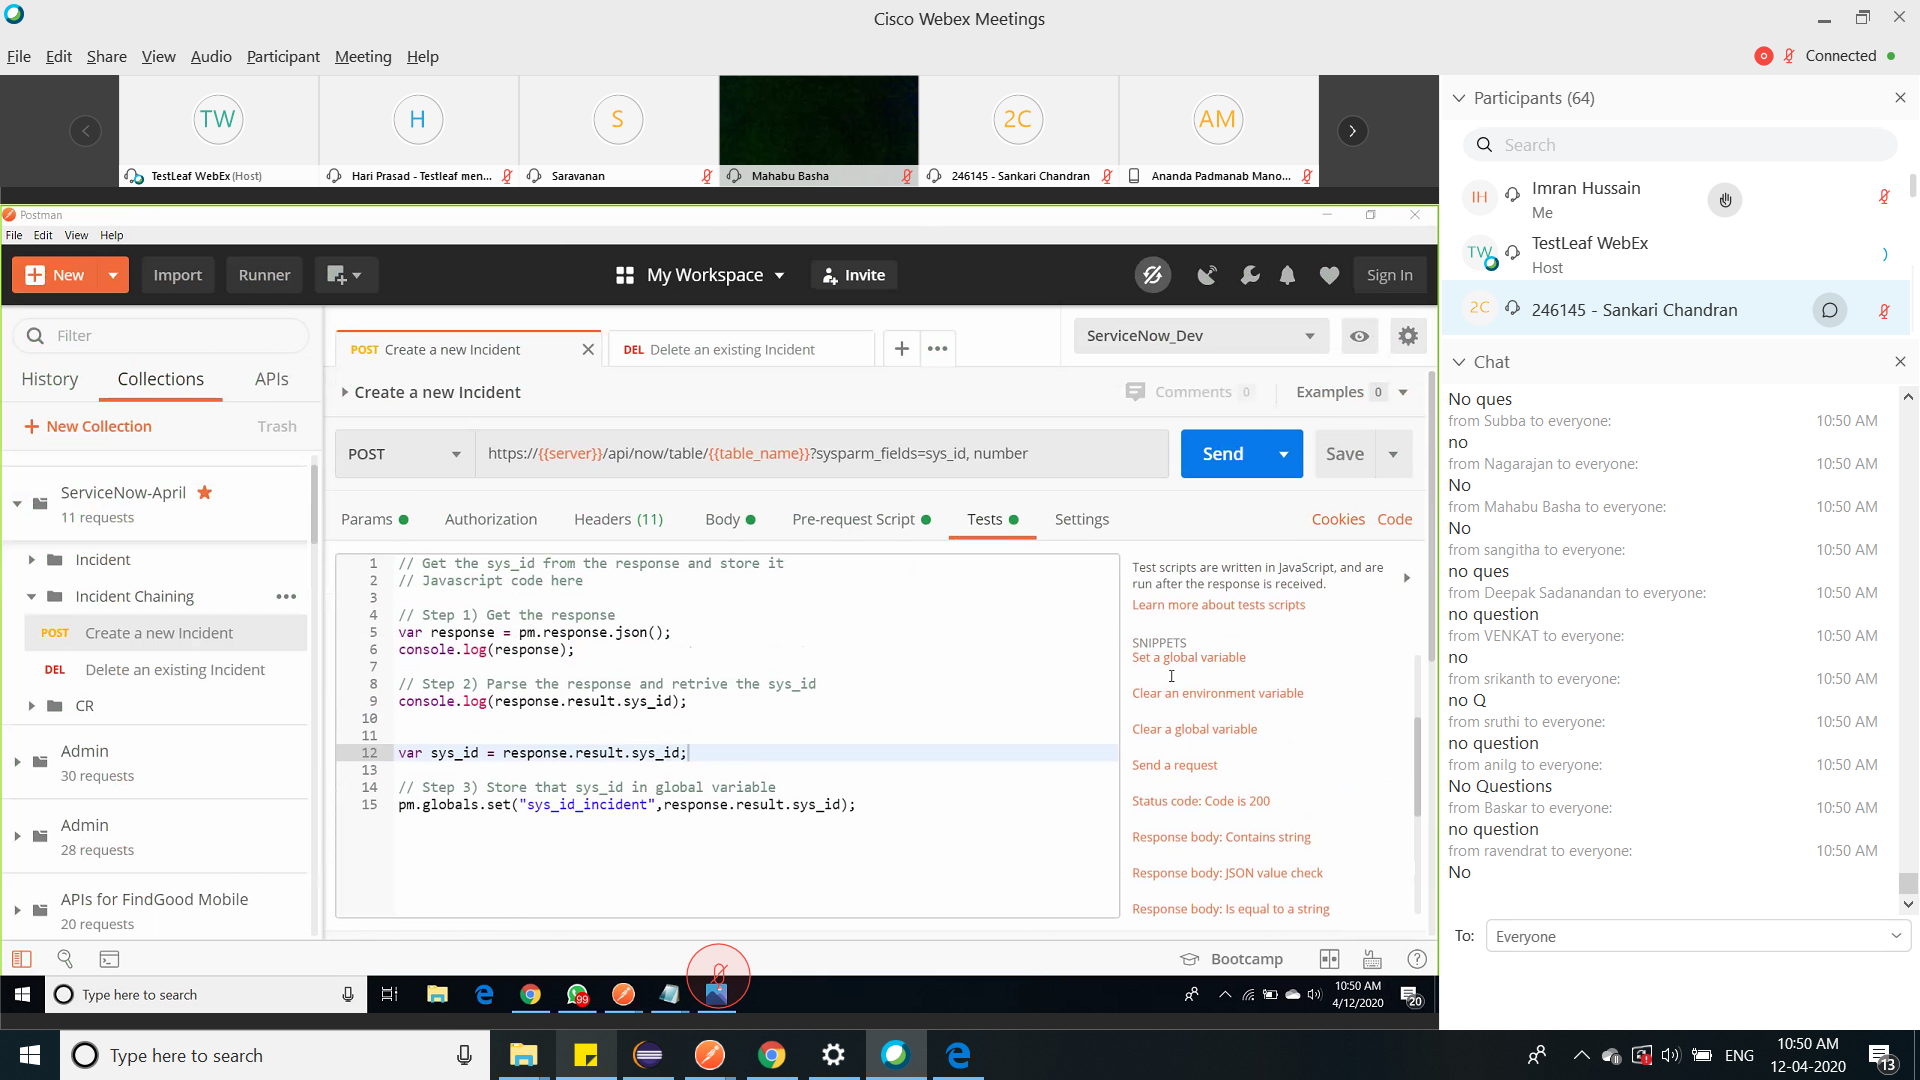 Cisco Webex Meetings
File Edit Share View Audio Participant Meeting Help
Connected
TW
H
S
2C
AM
TestLeaf WebEx (Host)
Hari Prasad - Testleaf men...
Saravanan
Mahabu Basha
246145 - Sankari Chandran
Ananda Padmanab Mano...
Postman
File Edit View Help
New
Import
Runner
My Workspace
Invite
Sign In
Filter
History
Collections
APIs
New Collection
Trash
ServiceNow-April
11 requests
Incident
Incident Chaining
POST Create a new Incident
DEL Delete an existing Incident
CR
Admin
30 requests
Admin
28 requests
APIs for FindGood Mobile
20 requests
POST Create a new Incident
DEL Delete an existing Incident
ServiceNow_Dev
Create a new Incident
Comments 0
Examples 0
POST
https://{{server}}/api/now/table/{{table_name}}?sysparm_fields=sys_id, number
Send
Save
Params
Authorization
Headers (11)
Body
Pre-request Script
Tests
Settings
Cookies
Code
1 // Get the sys_id from the response and store it
2 // Javascript code here
3
4 // Step 1) Get the response
5 var response = pm.response.json();
6 console.log(response);
7
8 // Step 2) Parse the response and retrive the sys_id
9 console.log(response.result.sys_id);
10
11
12 var sys_id = response.result.sys_id;
13
14 // Step 3) Store that sys_id in global variable
15 pm.globals.set("sys_id_incident",response.result.sys_id);
Test scripts are written in JavaScript, and are
run after the response is received.
Learn more about tests scripts
SNIPPETS
Set a global variable
Clear an environment variable
Clear a global variable
Send a request
Status code: Code is 200
Response body: Contains string
Response body: JSON value check
Response body: Is equal to a string
Bootcamp
Type here to search
99
10:50 AM
4/12/2020
20
Participants (64)
Search
IH
Imran Hussain
Me
TW
TestLeaf WebEx
Host
2C
246145 - Sankari Chandran
Chat
No ques
from Subba to everyone: 10:50 AM
no
from Nagarajan to everyone: 10:50 AM
No
from Mahabu Basha to everyone: 10:50 AM
No
from sangitha to everyone: 10:50 AM
no ques
from Deepak Sadanandan to everyone: 10:50 AM
no question
from VENKAT to everyone: 10:50 AM
no
from srikanth to everyone: 10:50 AM
no Q
from sruthi to everyone: 10:50 AM
no question
from anilg to everyone: 10:50 AM
No Questions
from Baskar to everyone: 10:50 AM
no question
from ravendrat to everyone: 10:50 AM
No
To: Everyone
Type here to search
ENG
10:50 AM
12-04-2020
13